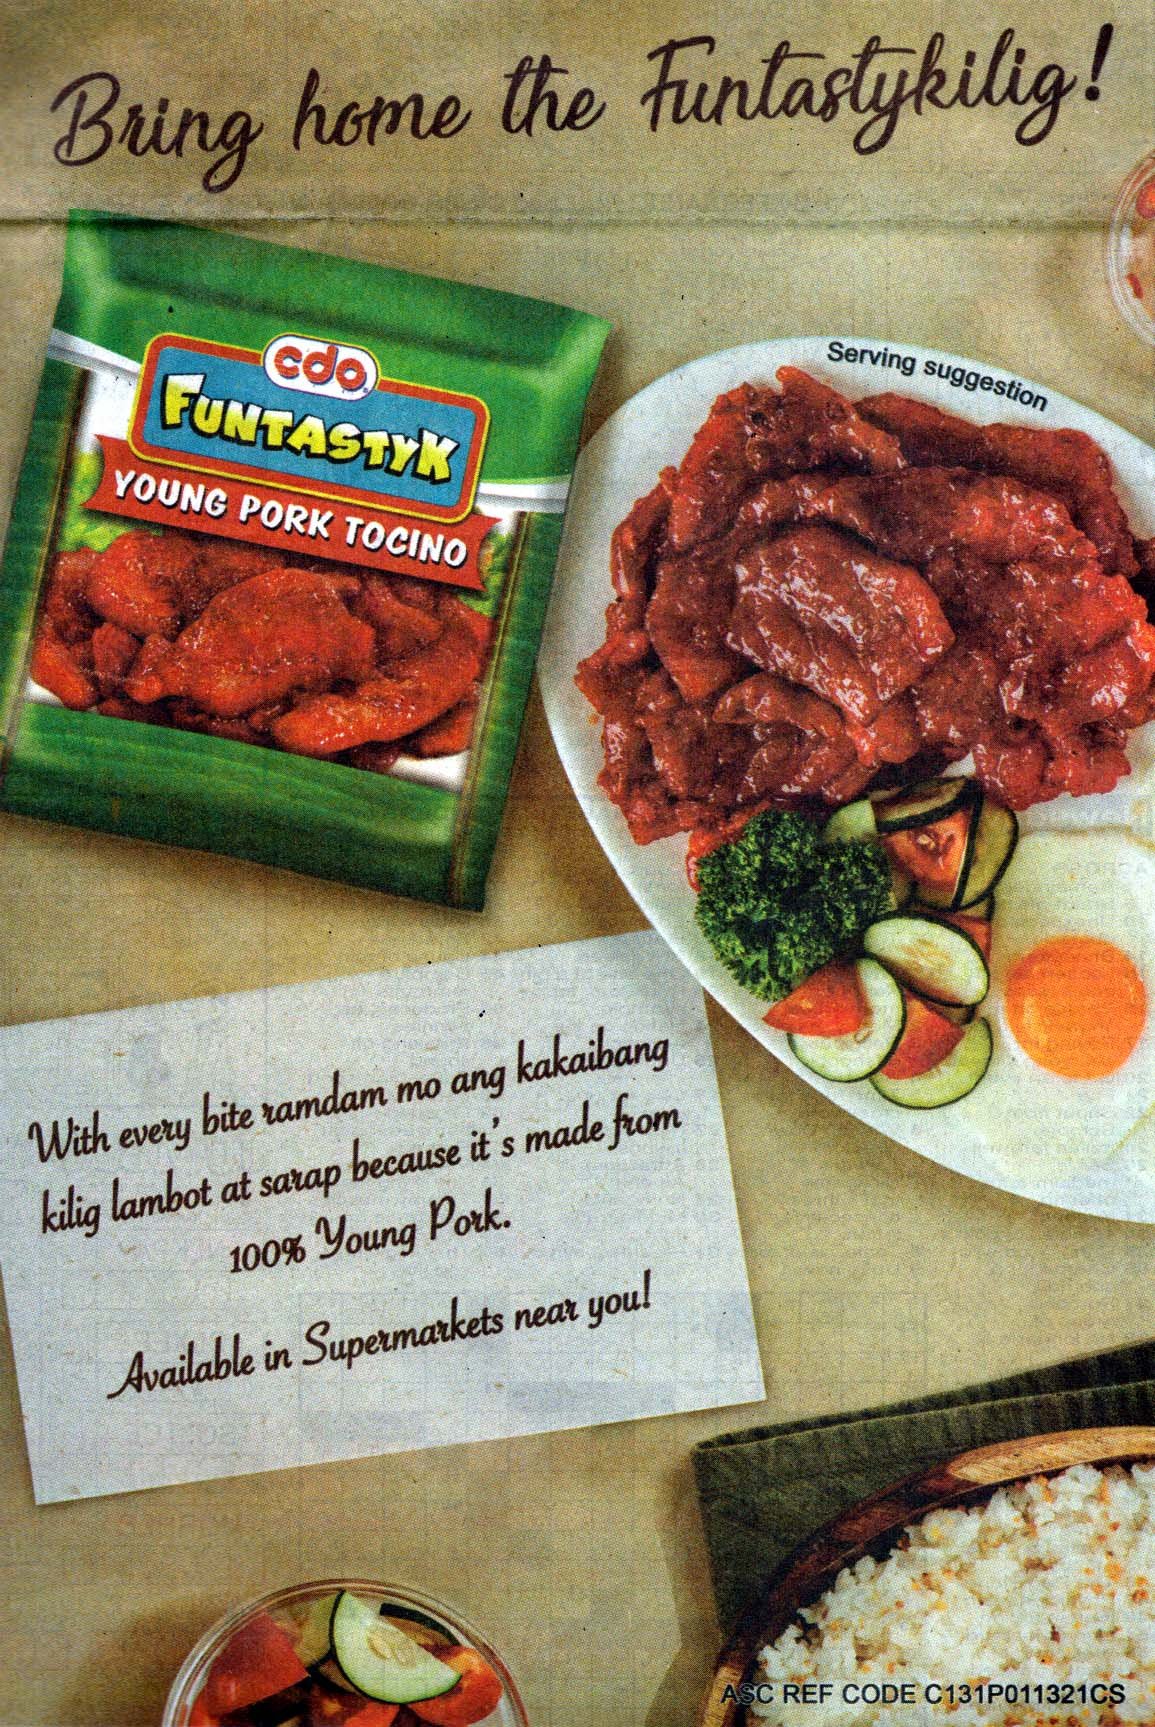 Bring home the Funtastykilig!
cdo
FUNTASTYK
YOUNG PORK TOCINO
Serving suggestion
With every bite ramdam mo ang kakaibang
kilig lambot at sarap because it's made from
100% Young Pork.
Available in Supermarkets near you!
ASC REF CODE C131P011321CS